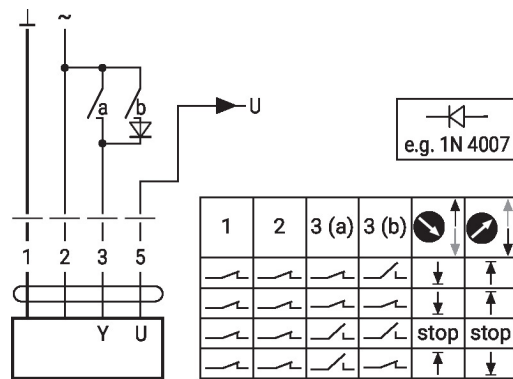 ~
a b
U
e.g. 1N 4007
1 2 3 5
Y U
1 2 3 (a) 3 (b)
stop stop